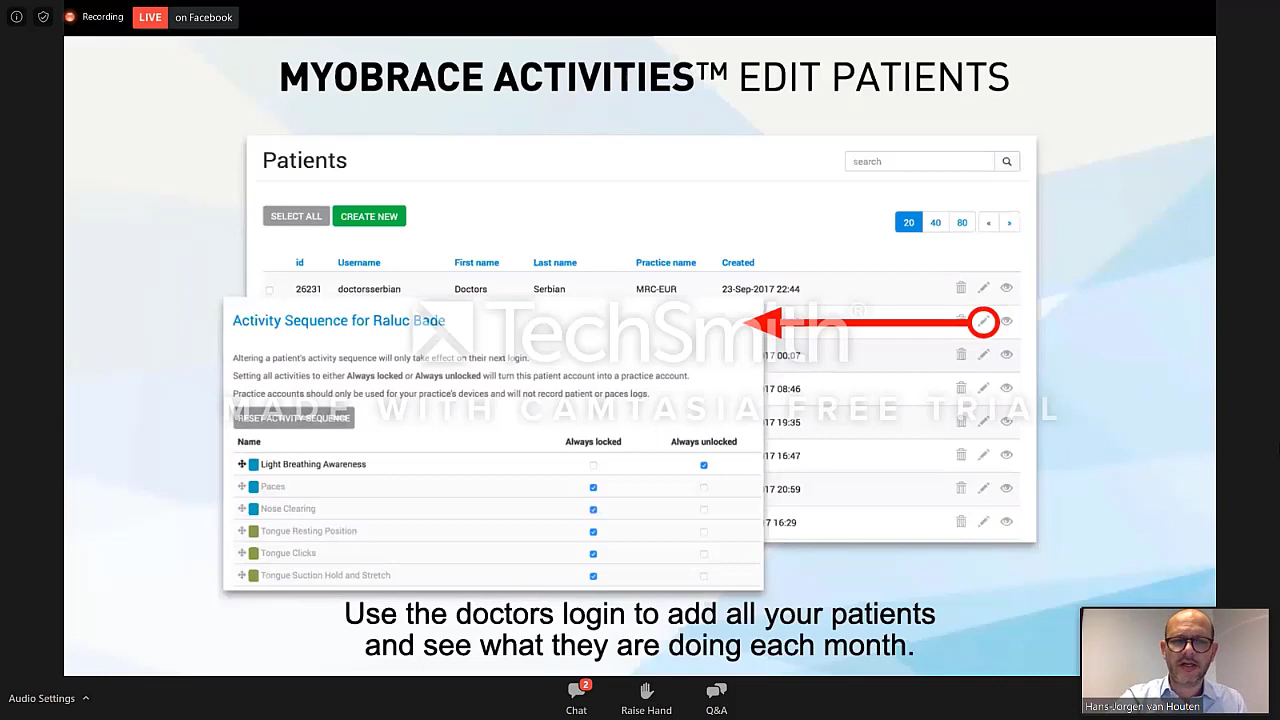 Recording
LIVE on Facebook
MYOBRACE ACTIVITIES™ EDIT PATIENTS
Patients
search
SELECT ALL CREATE NEW
20 40 80 « »
id Username First name Last name Practice name Created
26231 doctorsserbian Doctors Serbian MRC-EUR 23-Sep-2017 22:44
TechSmith®
Activity Sequence for Raluc Bade
Altering a patient's activity sequence will only take effect on their next login.
17 00:07
Setting all activities to either Always locked or Always unlocked will turn this patient account into a practice account.
Practice accounts should only be used for your practice's devices and will not record patient or paces logs.
17 08:46
MADE WITH CAMTASIA FREE TRIAL
RESET ACTIVITY SEQUENCE
17 19:35
Name Always locked Always unlocked
17 16:47
Light Breathing Awareness
Paces
17 20:59
Nose Clearing
7 16:29
Tongue Resting Position
Tongue Clicks
Tongue Suction Hold and Stretch
Use the doctors login to add all your patients
and see what they are doing each month.
Hans-Jorgen van Houten
Audio Settings
2
Chat Raise Hand Q&A